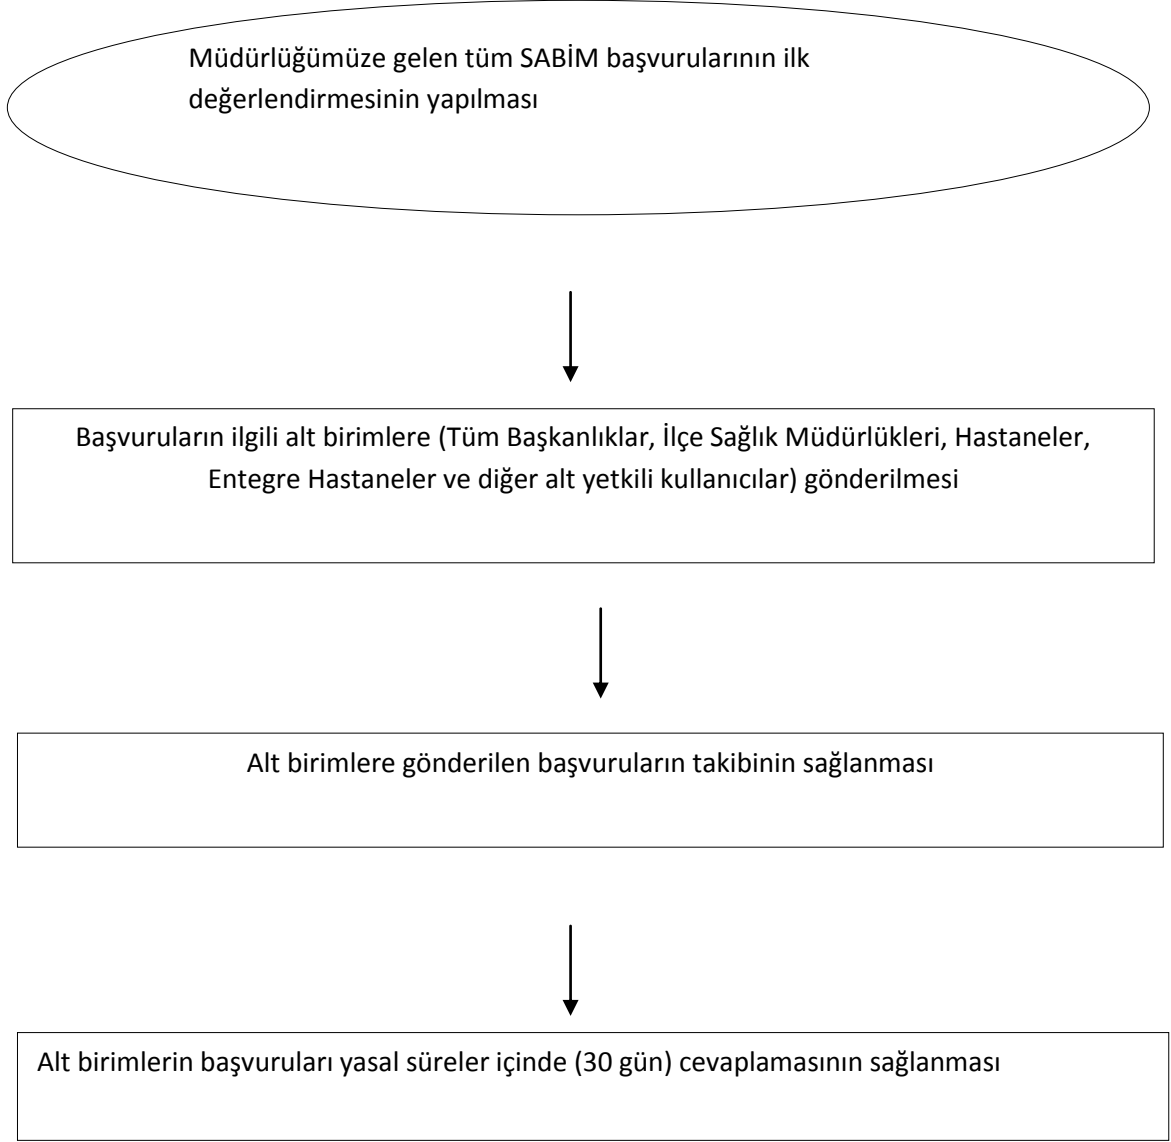 Müdürlüğümüze gelen tüm SABİM başvurularının ilk
değerlendirmesinin yapılması
Başvuruların ilgili alt birimlere (Tüm Başkanlıklar, İlçe Sağlık Müdürlükleri, Hastaneler,
Entegre Hastaneler ve diğer alt yetkili kullanıcılar) gönderilmesi
Alt birimlere gönderilen başvuruların takibinin sağlanması
Alt birimlerin başvuruları yasal süreler içinde (30 gün) cevaplamasının sağlanması